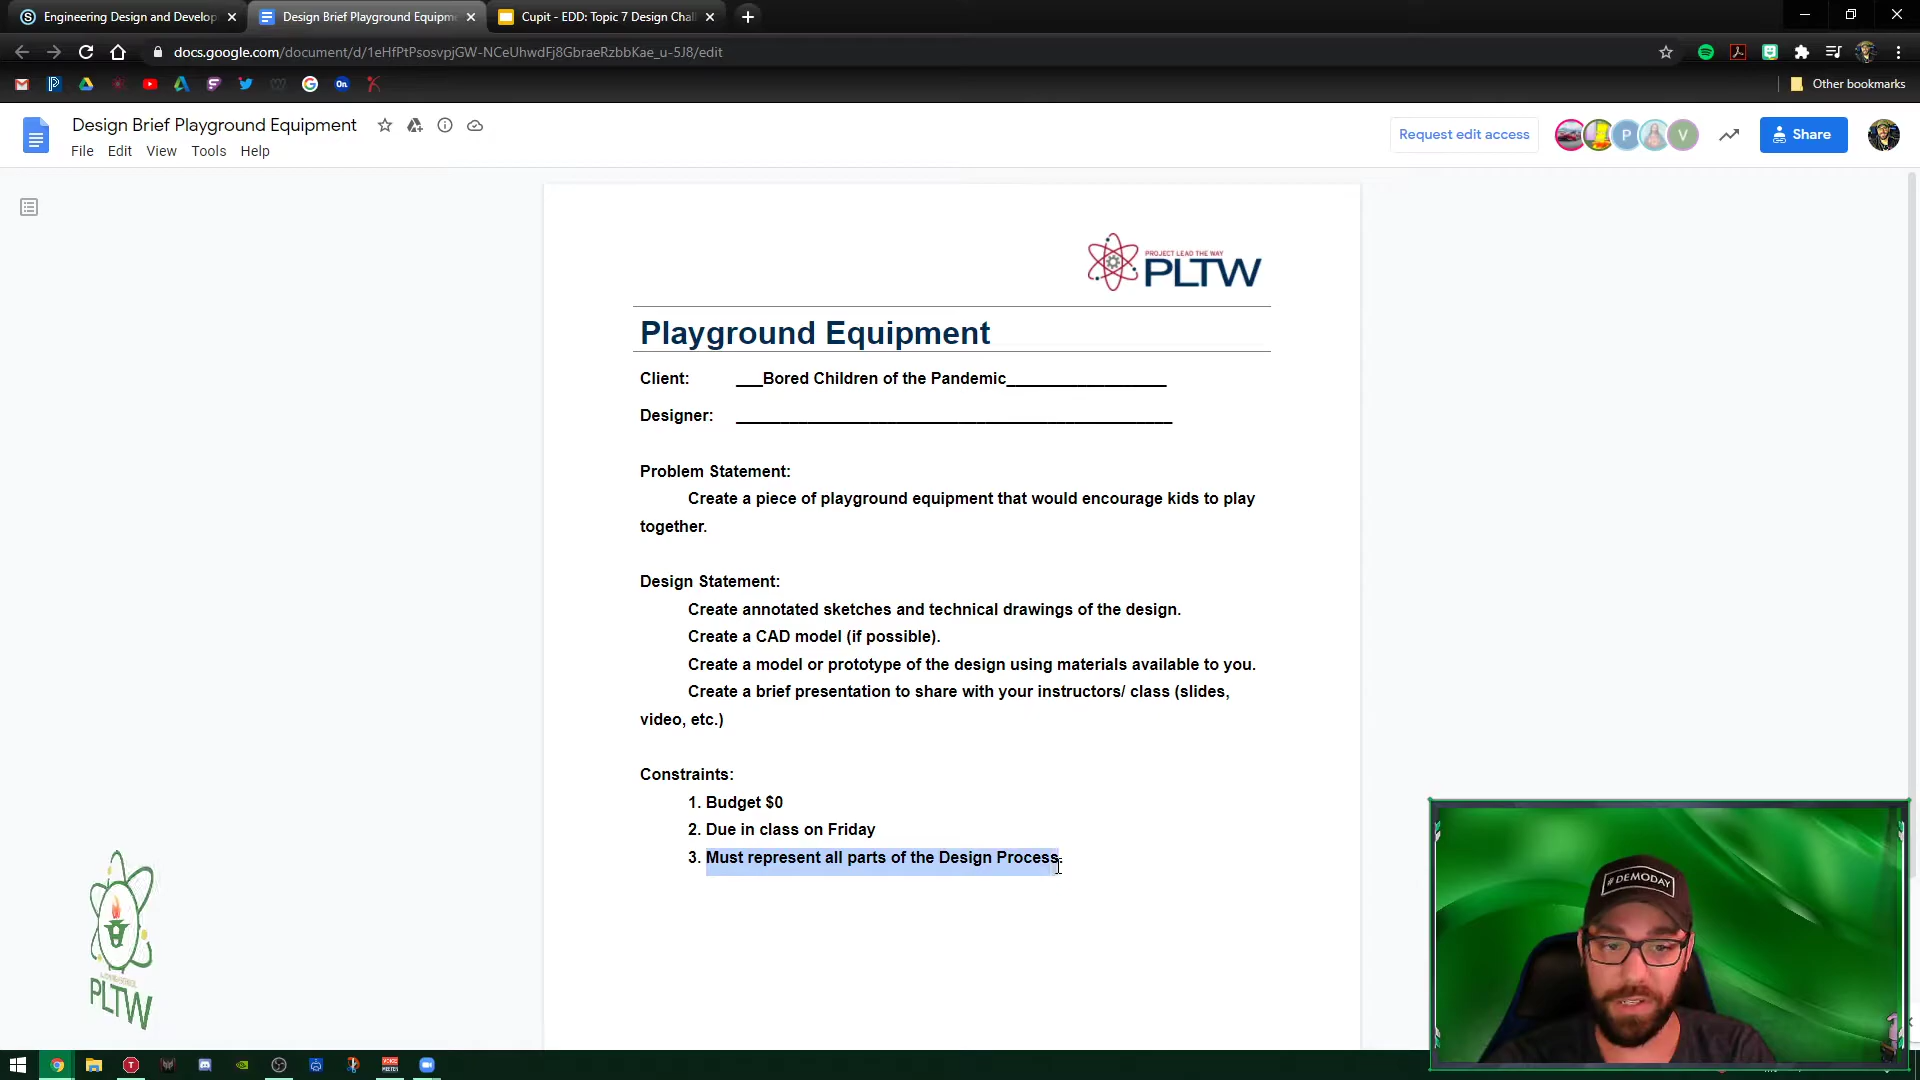 Engineering Design and Develop
Design Brief Playground Equipm
Cupit - EDD: Topic 7 Design Chal
docs.google.com/document/d/1eHfPtPsosvpjGW-NCeUhwdFj8GbraeRzbbKae_u-5J8/edit
On
Other bookmarks
Design Brief Playground Equipment
File Edit View Tools Help
Request edit access
P
V
Share
PROJECT LEAD THE WAY
PLTW
Playground Equipment
Client: ___Bored Children of the Pandemic__________________
Designer: _________________________________________________
Problem Statement:
Create a piece of playground equipment that would encourage kids to play
together.
Design Statement:
Create annotated sketches and technical drawings of the design.
Create a CAD model (if possible).
Create a model or prototype of the design using materials available to you.
Create a brief presentation to share with your instructors/ class (slides,
video, etc.)
Constraints:
1. Budget $0
2. Due in class on Friday
3. Must represent all parts of the Design Process.
#DEMODAY
PLTW